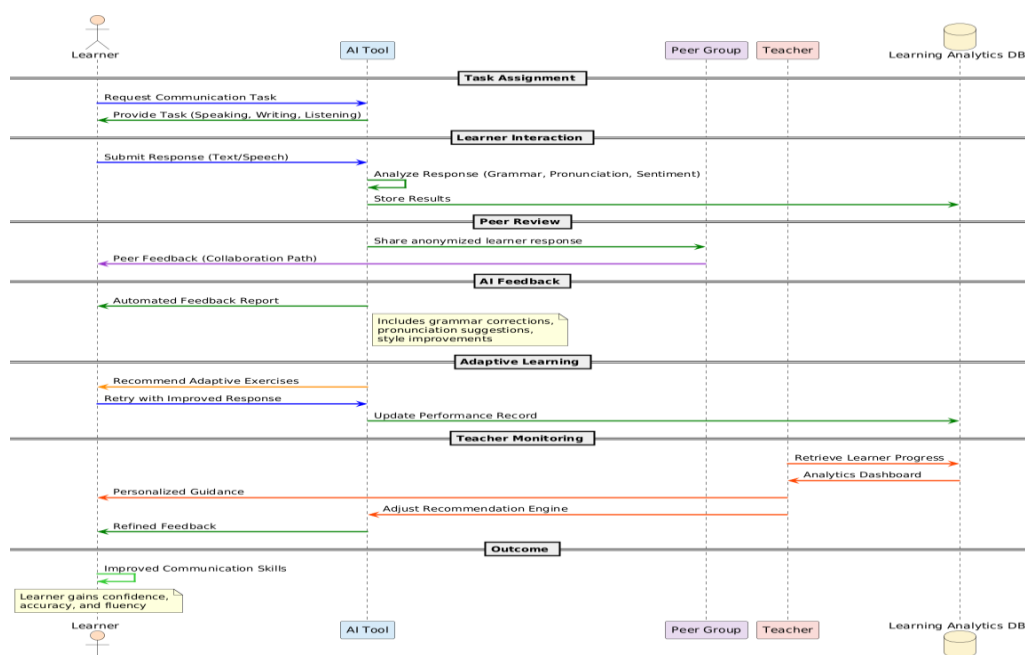 Learner
AI Tool
Peer Group
Teacher
Learning Analytics DB
Task Assignment
Request Communication Task
Provide Task (Speaking, Writing, Listening)
Learner Interaction
Submit Response (Text/Speech)
Analyze Response (Grammar, Pronunciation, Sentiment)
Store Results
Peer Review
Share anonymized learner response
Peer Feedback (Collaboration Path)
AI Feedback
Automated Feedback Report
Includes grammar corrections,
pronunciation suggestions,
style improvements
Adaptive Learning
Recommend Adaptive Exercises
Retry with Improved Response
Update Performance Record
Teacher Monitoring
Retrieve Learner Progress
Analytics Dashboard
Personalized Guidance
Adjust Recommendation Engine
Refined Feedback
Outcome
Improved Communication Skills
Learner gains confidence,
accuracy, and fluency
Learner
AI Tool
Peer Group
Teacher
Learning Analytics DB